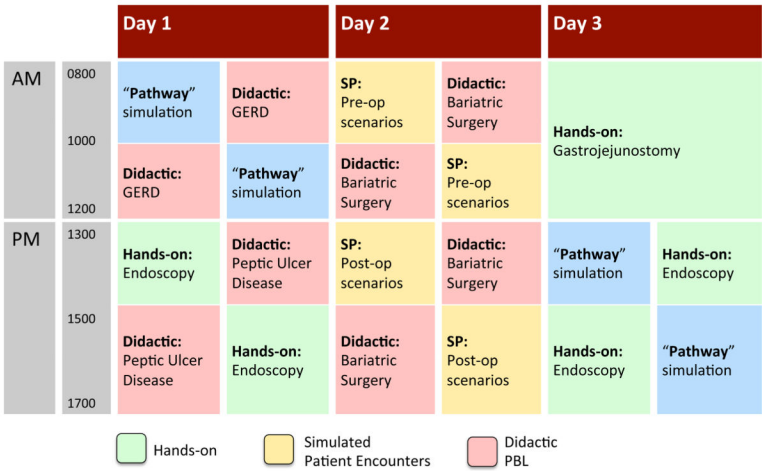 Day 1
Day 2
Day 3
AM
0800
1000
1200
“Pathway”
simulation
Didactic:
GERD
SP:
Pre-op
scenarios
Didactic:
Bariatric
Surgery
Hands-on:
Gastrojejunostomy
Didactic:
GERD
“Pathway”
simulation
Didactic:
Bariatric
Surgery
SP:
Pre-op
scenarios
PM
1300
1500
1700
Hands-on:
Endoscopy
Didactic:
Peptic Ulcer
Disease
SP:
Post-op
scenarios
Didactic:
Bariatric
Surgery
“Pathway”
simulation
Hands-on:
Endoscopy
Didactic:
Peptic Ulcer
Disease
Hands-on:
Endoscopy
Didactic:
Bariatric
Surgery
SP:
Post-op
scenarios
Hands-on:
Endoscopy
“Pathway”
simulation
Hands-on
Simulated
Patient Encounters
Didactic
PBL